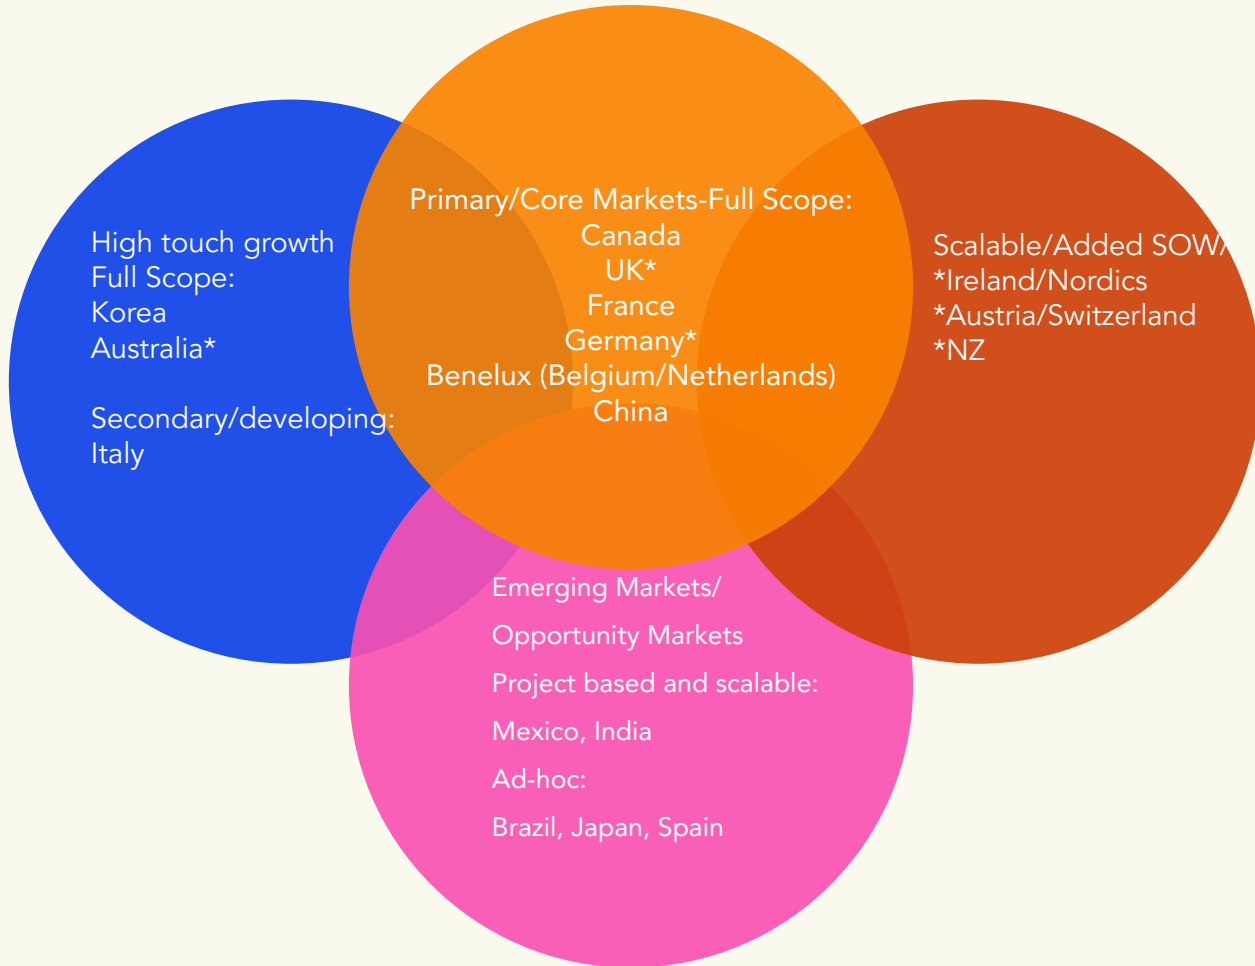 Primary/Core Markets-Full Scope:
Canada
UK*
France
Germany*
Benelux (Belgium/Netherlands)
China
High touch growth
Full Scope:
Korea
Australia*
Secondary/developing:
Italy
Scalable/Added SOW/
*Ireland/Nordics
*Austria/Switzerland
*NZ
Emerging Markets/
Opportunity Markets
Project based and scalable:
Mexico, India
Ad-hoc:
Brazil, Japan, Spain